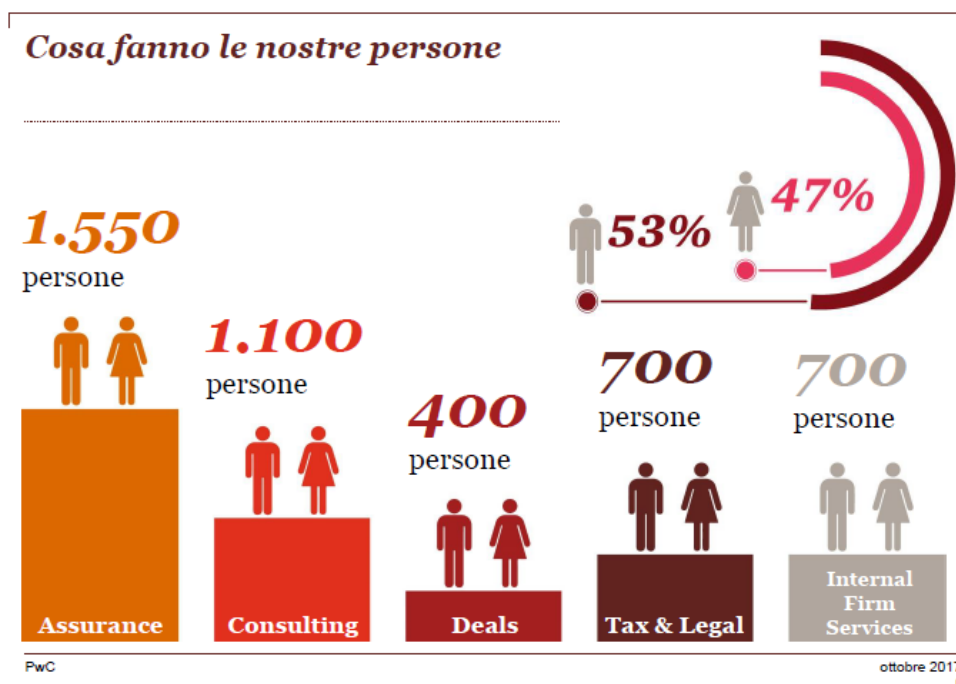 Cosa fanno le nostre persone
47%
53%
1.550
persone
1.100
persone
400
persone
700
persone
700
persone
Assurance
Consulting
Deals
Tax & Legal
Internal
Firm
Services
PwC
ottobre 2017